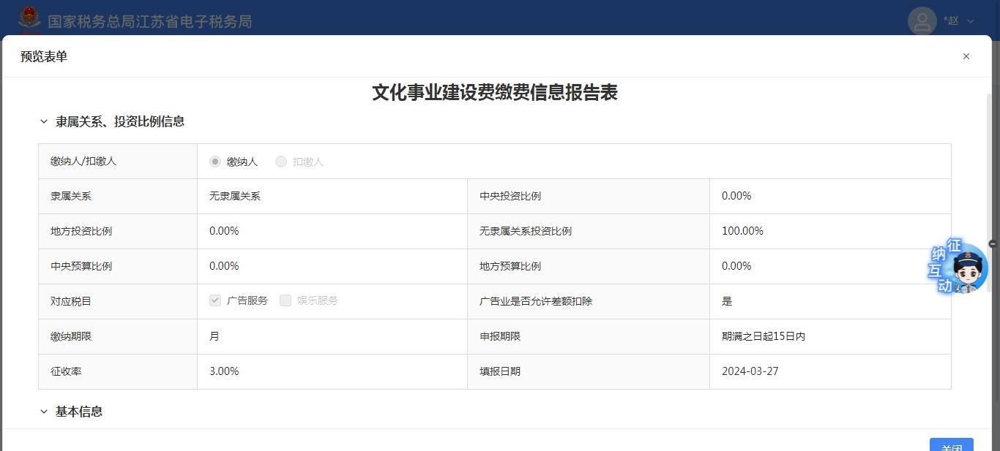 国家税务总局江苏省电子税务局
*赵
预览表单
×
文化事业建设费缴费信息报告表
隶属关系、投资比例信息
缴纳人/扣缴人 缴纳人 扣缴人
隶属关系 无隶属关系 中央投资比例 0.00%
地方投资比例 0.00% 无隶属关系投资比例 100.00%
中央预算比例 0.00% 地方预算比例 0.00%
对应税目 广告服务 娱乐服务 广告业是否允许差额扣除 是
缴纳期限 月 申报期限 期满之日起15日内
征收率 3.00% 填报日期 2024-03-27
征纳互动
基本信息
关闭